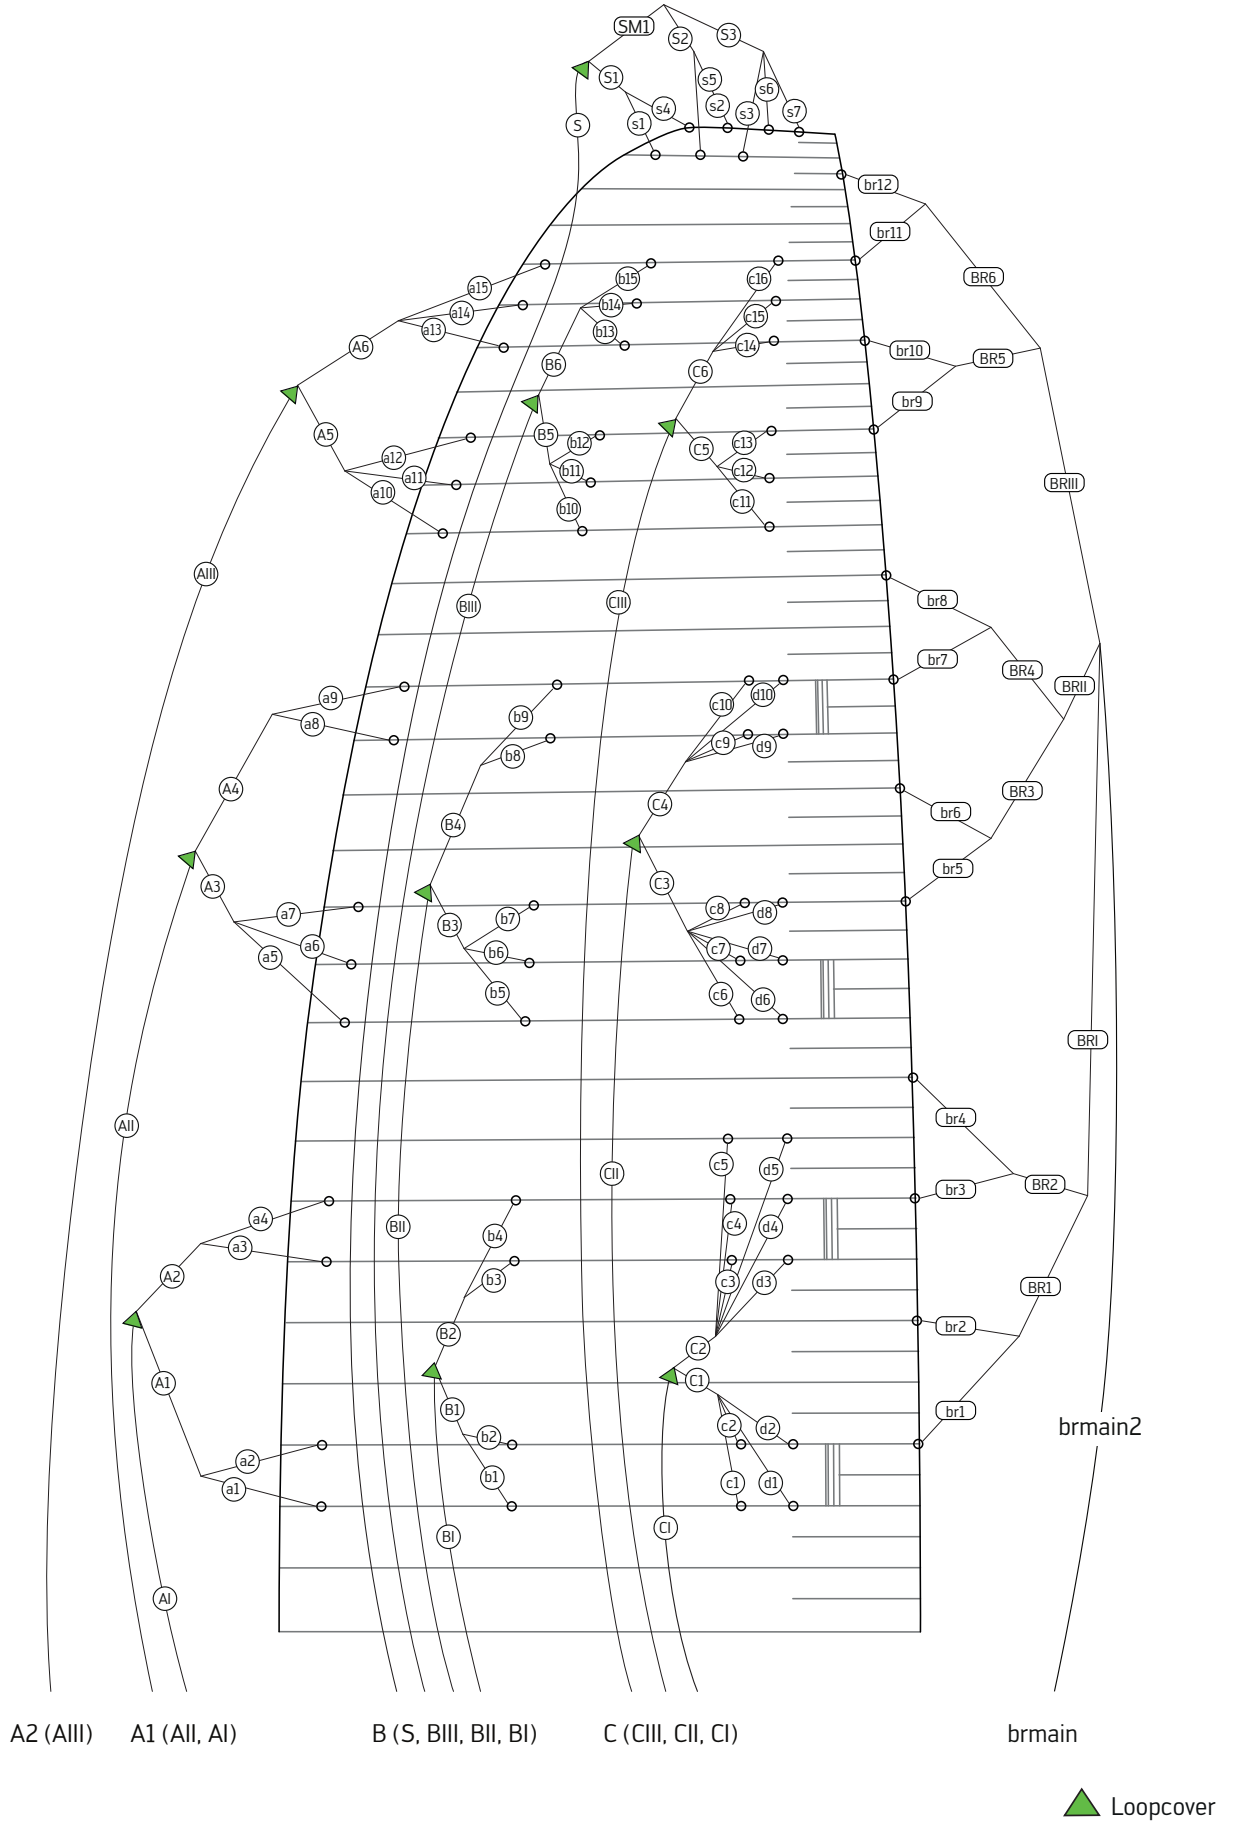 SM1
S2
S3
S1
s5
s6
s4
s2
s3
s7
s1
S
br12
br11
BR6
a15
b15
c16
a14
b14
c15
a13
b13
c14
A6
B6
C6
br10
BR5
br9
A5
B5
b12
c13
C5
a12
b11
c12
a11
a10
b10
c11
BRIII
AIII
BIII
CIII
br8
br7
BR4
BRII
a9
a8
b9
b8
c10
d10
c9
d9
A4
B4
C4
BR3
br6
br5
A3
B3
C3
a7
b7
c8
d8
a6
b6
c7
d7
a5
b5
c6
d6
BRI
AII
br4
CII
c5
d5
BR2
br3
a4
BII
b4
c4
d4
a3
A2
b3
c3
d3
BR1
br2
B2
C2
A1
C1
B1
br1
c2
d2
brmain2
b2
a2
b1
c1
d1
a1
CI
BI
AI
A2 (AIII) A1 (AII, AI) B (S, BIII, BII, BI) C (CIII, CII, CI) brmain
Loopcover